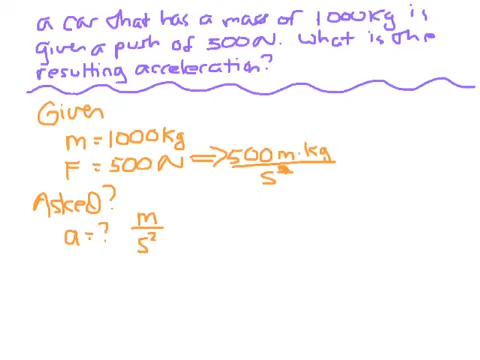 a car that has a mass of 1000kg is
given a push of 500N. What is the
resulting acceleration?
Given
m = 1000kg
F = 500N => 500 m·kg / s²
Asked?
a = ? m / s²